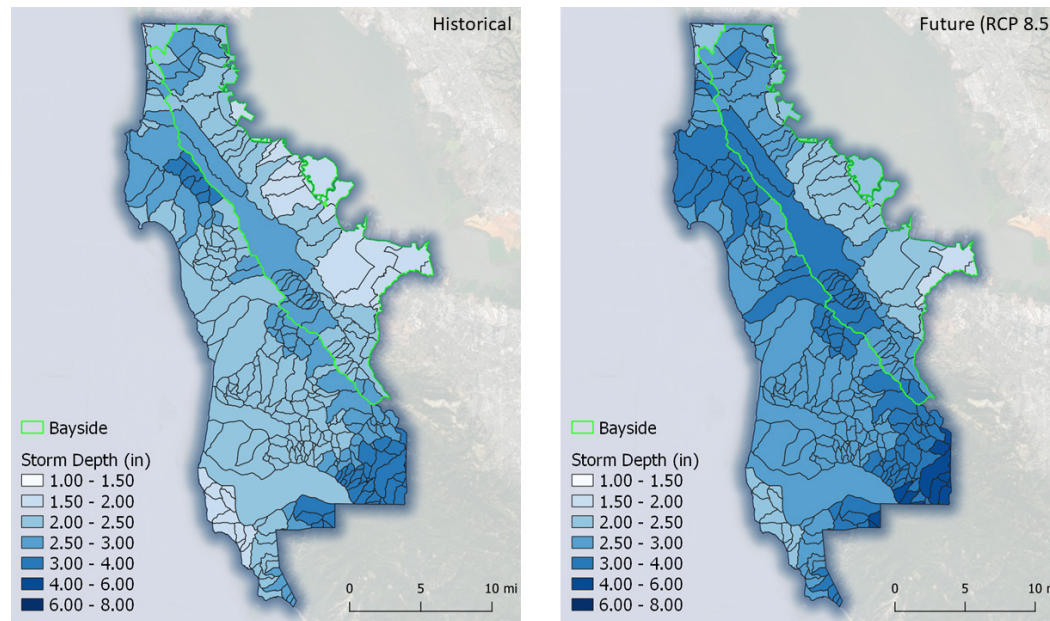 Historical
Bayside
Storm Depth (in)
1.00 - 1.50
1.50 - 2.00
2.00 - 2.50
2.50 - 3.00
3.00 - 4.00
4.00 - 6.00
6.00 - 8.00
0 5 10 mi
Future (RCP 8.5
Bayside
Storm Depth (in)
1.00 - 1.50
1.50 - 2.00
2.00 - 2.50
2.50 - 3.00
3.00 - 4.00
4.00 - 6.00
6.00 - 8.00
0 5 10 m